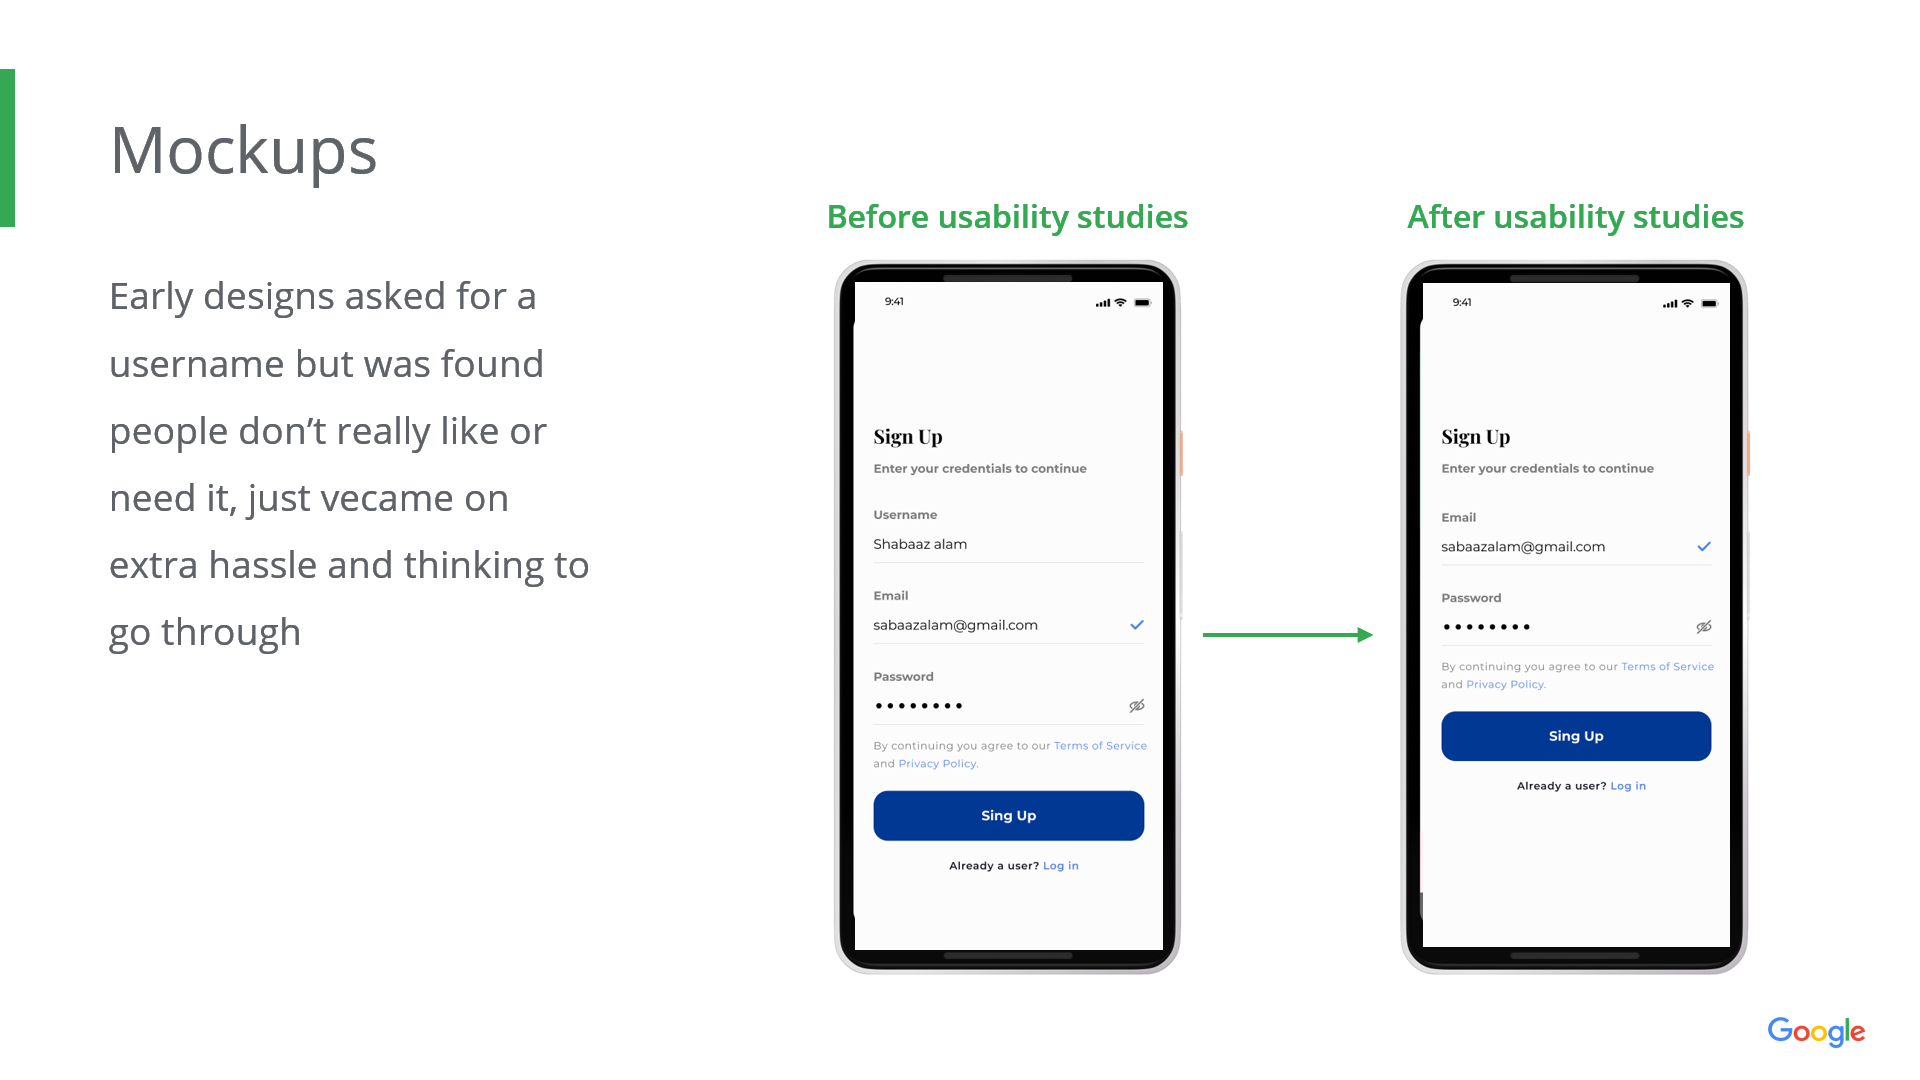 Mockups
Early designs asked for a
username but was found
people don’t really like or
need it, just vecame on
extra hassle and thinking to
go through
Before usability studies
9:41
Sign Up
Enter your credentials to continue
Username
Shabaaz alam
Email
sabaazalam@gmail.com
Password
By continuing you agree to our Terms of Service
and Privacy Policy.
Sing Up
Already a user? Log in
After usability studies
9:41
Sign Up
Enter your credentials to continue
Email
sabaazalam@gmail.com
Password
By continuing you agree to our Terms of Service
and Privacy Policy.
Sing Up
Already a user? Log in
Google